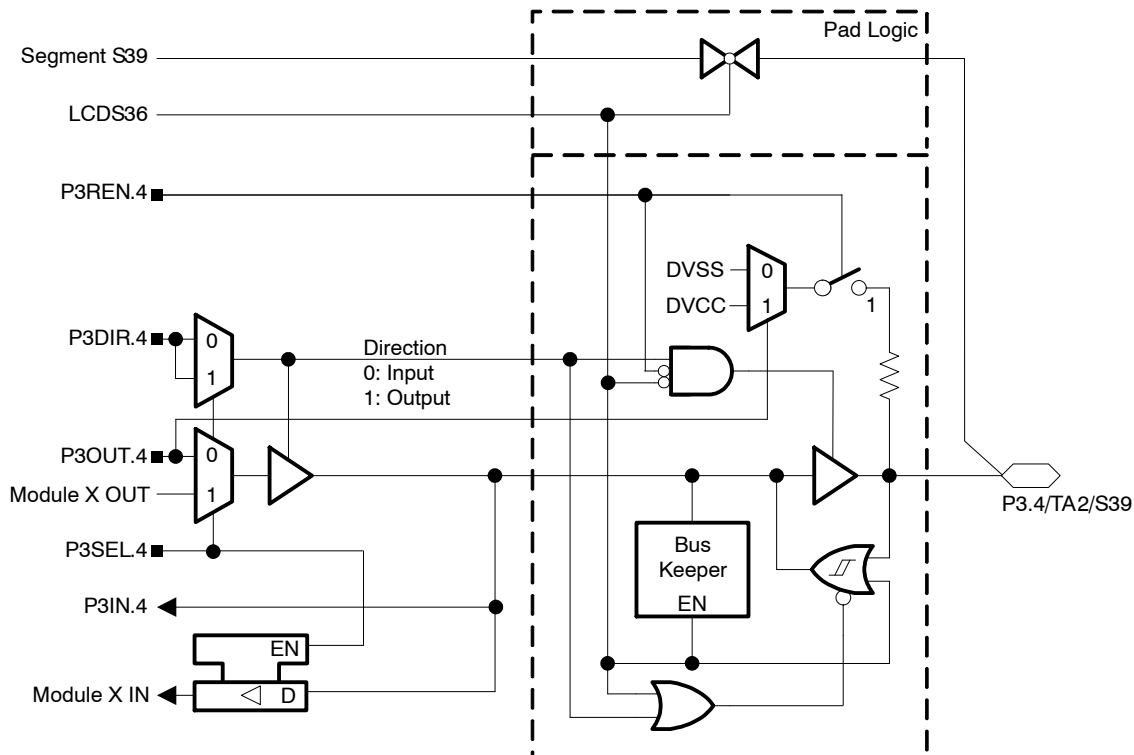 Pad Logic
Segment S39
LCDS36
P3REN.4
DVSS
0
DVCC
1
1
P3DIR.4
0
1
Direction
0: Input
1: Output
P3OUT.4
0
Module X OUT
1
P3.4/TA2/S39
P3SEL.4
Bus
Keeper
EN
P3IN.4
EN
Module X IN
D